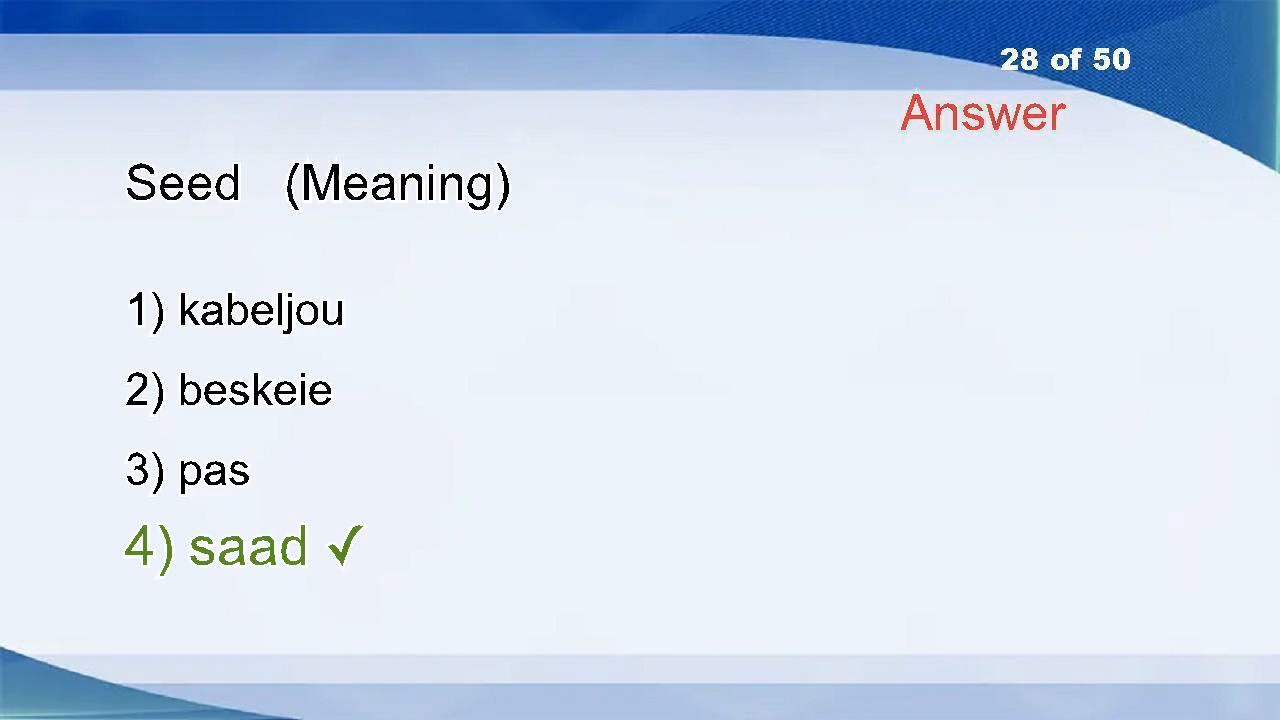 28 of 50
Answer
Seed (Meaning)
1) kabeljou
2) beskeie
3) pas
4) saad ✓